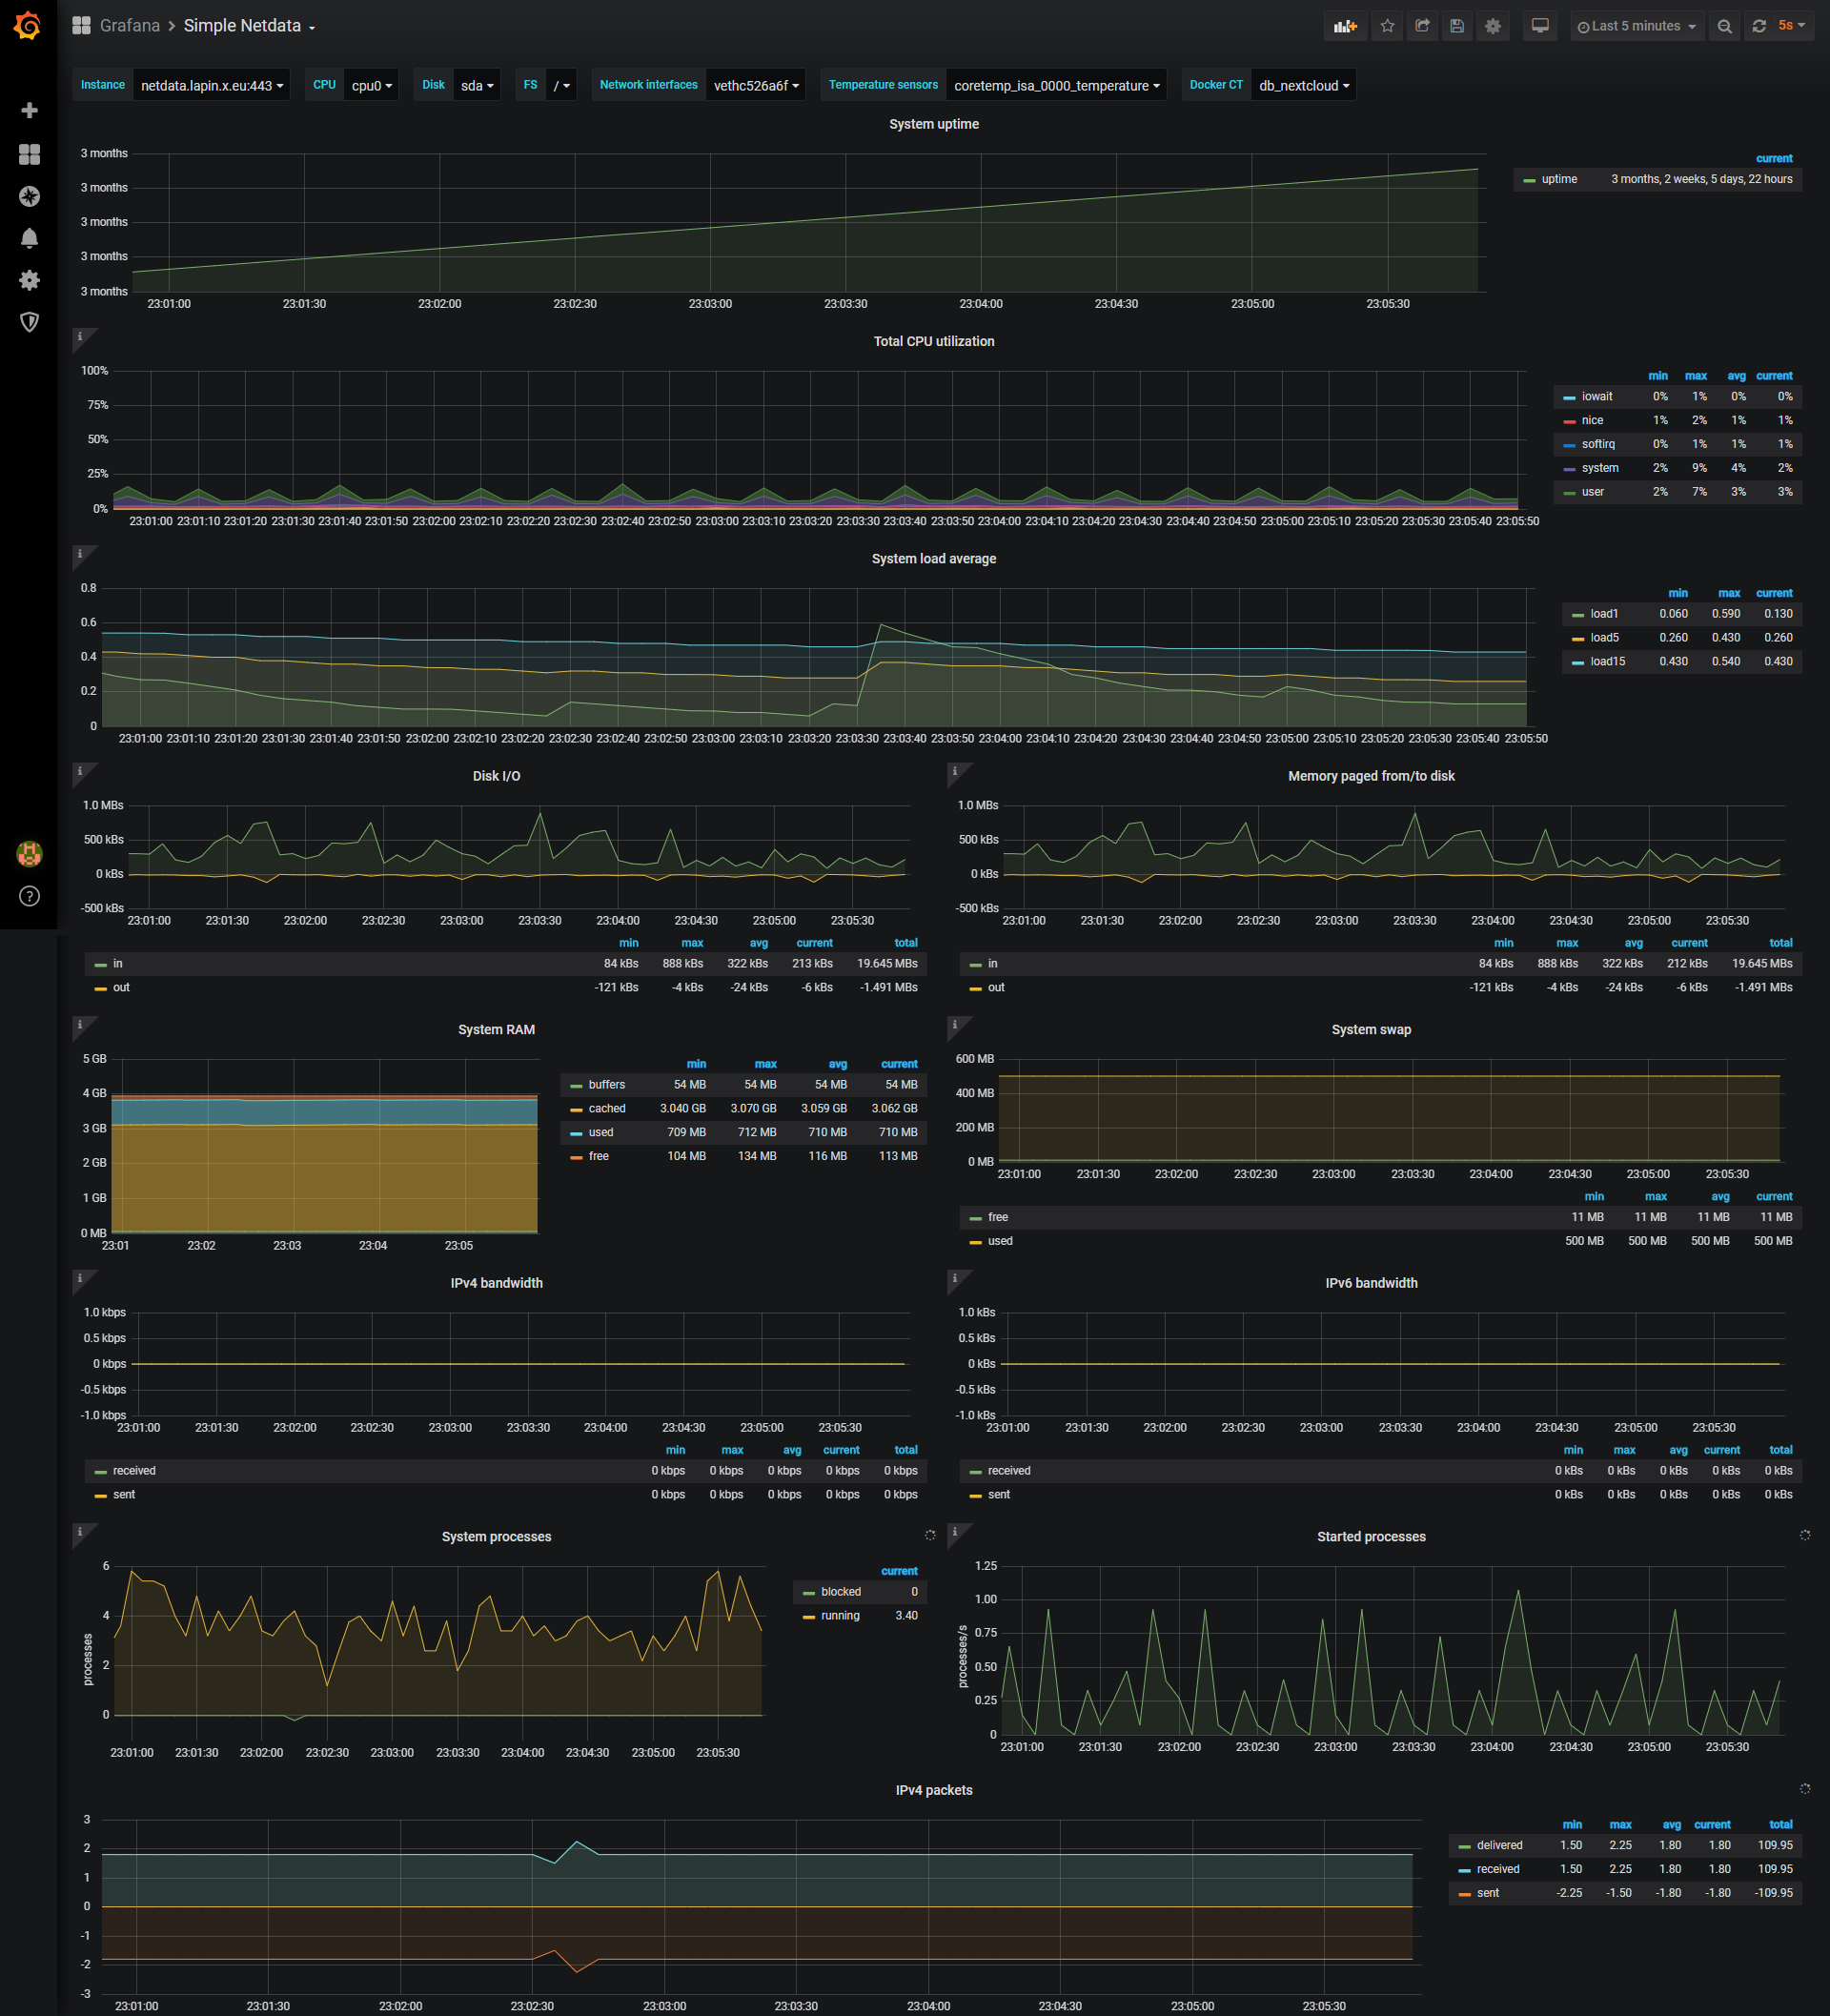 Grafana > Simple Netdata
Last 5 minutes
5s
Instance netdata.lapin.x.eu:443 CPU cpu0 Disk sda FS / Network interfaces vethc526a6f Temperature sensors coretemp_isa_0000_temperature Docker CT db_nextcloud
System uptime
3 months
3 months
3 months
3 months
3 months
23:01:00 23:01:30 23:02:00 23:02:30 23:03:00 23:03:30 23:04:00 23:04:30 23:05:00 23:05:30
current
uptime 3 months, 2 weeks, 5 days, 22 hours
Total CPU utilization
100%
75%
50%
25%
0%
23:01:00 23:01:10 23:01:20 23:01:30 23:01:40 23:01:50 23:02:00 23:02:10 23:02:20 23:02:30 23:02:40 23:02:50 23:03:00 23:03:10 23:03:20 23:03:30 23:03:40 23:03:50 23:04:00 23:04:10 23:04:20 23:04:30 23:04:40 23:04:50 23:05:00 23:05:10 23:05:20 23:05:30 23:05:40 23:05:50
min max avg current
iowait 0% 1% 0% 0%
nice 1% 2% 1% 1%
softirq 0% 1% 1% 1%
system 2% 9% 4% 2%
user 2% 7% 3% 3%
System load average
0.8
0.6
0.4
0.2
0
23:01:00 23:01:10 23:01:20 23:01:30 23:01:40 23:01:50 23:02:00 23:02:10 23:02:20 23:02:30 23:02:40 23:02:50 23:03:00 23:03:10 23:03:20 23:03:30 23:03:40 23:03:50 23:04:00 23:04:10 23:04:20 23:04:30 23:04:40 23:04:50 23:05:00 23:05:10 23:05:20 23:05:30 23:05:40 23:05:50
min max current
load1 0.060 0.590 0.130
load5 0.260 0.430 0.260
load15 0.430 0.540 0.430
Disk I/O
1.0 MBs
500 kBs
0 kBs
-500 kBs
23:01:00 23:01:30 23:02:00 23:02:30 23:03:00 23:03:30 23:04:00 23:04:30 23:05:00 23:05:30
min max avg current total
in 84 kBs 888 kBs 322 kBs 213 kBs 19.645 MBs
out -121 kBs -4 kBs -24 kBs -6 kBs -1.491 MBs
Memory paged from/to disk
1.0 MBs
500 kBs
0 kBs
-500 kBs
23:01:00 23:01:30 23:02:00 23:02:30 23:03:00 23:03:30 23:04:00 23:04:30 23:05:00 23:05:30
min max avg current total
in 84 kBs 888 kBs 322 kBs 212 kBs 19.645 MBs
out -121 kBs -4 kBs -24 kBs -6 kBs -1.491 MBs
System RAM
5 GB
4 GB
3 GB
2 GB
1 GB
0 MB
23:01 23:02 23:03 23:04 23:05
min max avg current
buffers 54 MB 54 MB 54 MB 54 MB
cached 3.040 GB 3.070 GB 3.059 GB 3.062 GB
used 709 MB 712 MB 710 MB 710 MB
free 104 MB 134 MB 116 MB 113 MB
System swap
600 MB
400 MB
200 MB
0 MB
23:01:00 23:01:30 23:02:00 23:02:30 23:03:00 23:03:30 23:04:00 23:04:30 23:05:00 23:05:30
min max avg current
free 11 MB 11 MB 11 MB 11 MB
used 500 MB 500 MB 500 MB 500 MB
IPv4 bandwidth
1.0 kbps
0.5 kbps
0 kbps
-0.5 kbps
-1.0 kbps
23:01:00 23:01:30 23:02:00 23:02:30 23:03:00 23:03:30 23:04:00 23:04:30 23:05:00 23:05:30
min max avg current total
received 0 kbps 0 kbps 0 kbps 0 kbps 0 kbps
sent 0 kbps 0 kbps 0 kbps 0 kbps 0 kbps
IPv6 bandwidth
1.0 kBs
0.5 kBs
0 kBs
-0.5 kBs
-1.0 kBs
23:01:00 23:01:30 23:02:00 23:02:30 23:03:00 23:03:30 23:04:00 23:04:30 23:05:00 23:05:30
min max avg current total
received 0 kBs 0 kBs 0 kBs 0 kBs 0 kBs
sent 0 kBs 0 kBs 0 kBs 0 kBs 0 kBs
System processes
processes
6
4
2
0
23:01:00 23:01:30 23:02:00 23:02:30 23:03:00 23:03:30 23:04:00 23:04:30 23:05:00 23:05:30
current
blocked 0
running 3.40
Started processes
processes/s
1.25
1.00
0.75
0.50
0.25
0
23:01:00 23:01:30 23:02:00 23:02:30 23:03:00 23:03:30 23:04:00 23:04:30 23:05:00 23:05:30
IPv4 packets
3
2
1
0
-1
-2
-3
23:01:00 23:01:30 23:02:00 23:02:30 23:03:00 23:03:30 23:04:00 23:04:30 23:05:00 23:05:30
min max avg current total
delivered 1.50 2.25 1.80 1.80 109.95
received 1.50 2.25 1.80 1.80 109.95
sent -2.25 -1.50 -1.80 -1.80 -109.95